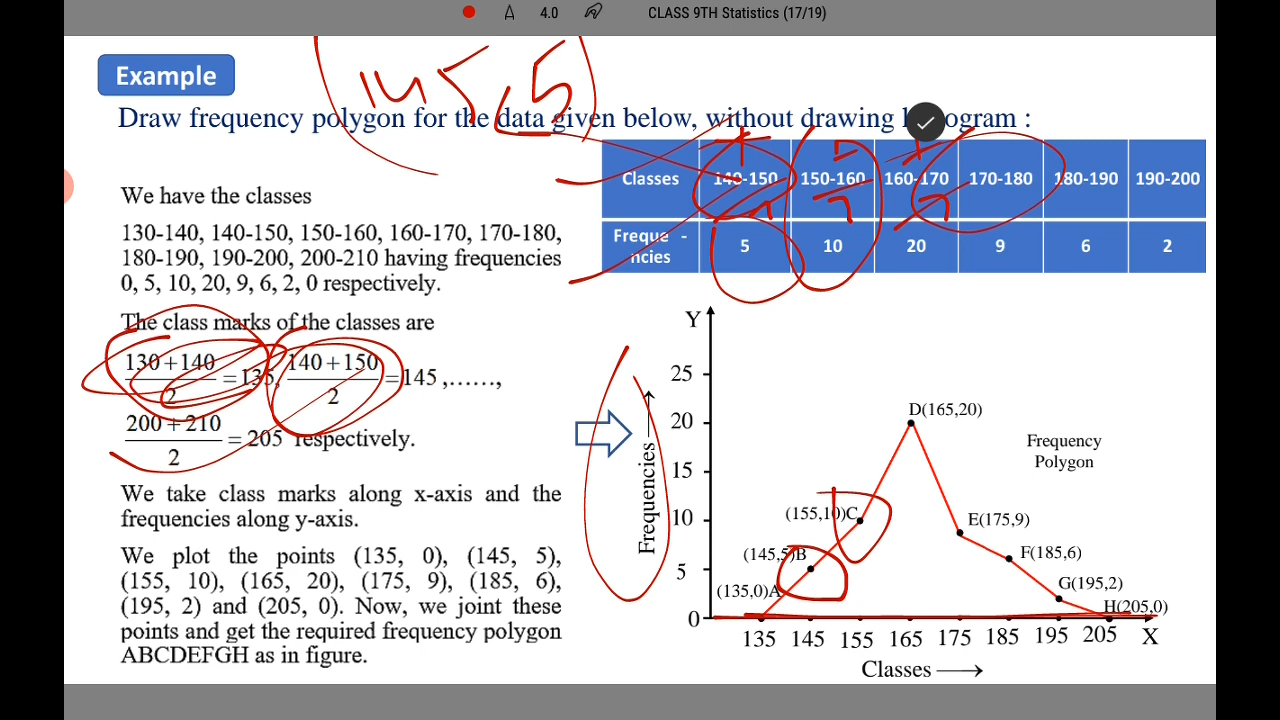 4.0 CLASS 9TH Statistics (17/19)
Example
145,5
Draw frequency polygon for the data given below, without drawing ogram :
Classes 140-150 150-160 160-170 170-180 180-190 190-200
Freque -
ncies 5 10 20 9 6 2
We have the classes
130-140, 140-150, 150-160, 160-170, 170-180,
180-190, 190-200, 200-210 having frequencies
0, 5, 10, 20, 9, 6, 2, 0 respectively.
The class marks of the classes are
130+140/2 = 135, 140+150/2 = 145 ,……,
200+210/2 = 205 respectively.
We take class marks along x-axis and the
frequencies along y-axis.
We plot the points (135, 0), (145, 5),
(155, 10), (165, 20), (175, 9), (185, 6),
(195, 2) and (205, 0). Now, we joint these
points and get the required frequency polygon
ABCDEFGH as in figure.
Y
25
20
15
10
5
0
Frequencies
D(165,20)
Frequency
Polygon
(155,10)C
E(175,9)
(145,5)B
F(185,6)
(135,0)A
G(195,2)
H(205,0)
135 145 155 165 175 185 195 205 X
Classes